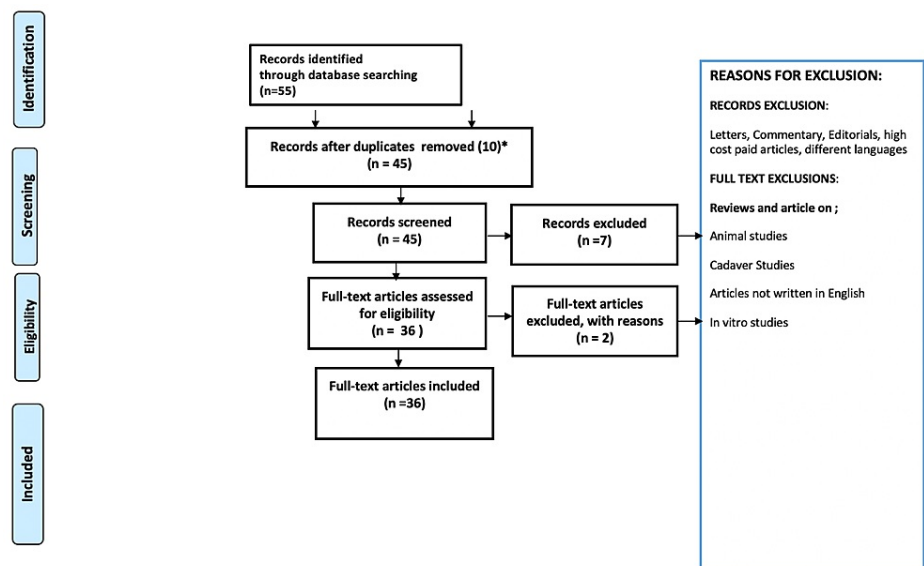 Identification
Records identified
through database searching
(n=55)
Records after duplicates removed (10)*
(n = 45)
Screening
Records screened
(n = 45)
Records excluded
(n =7)
Eligibility
Full-text articles assessed
for eligibility
(n = 36 )
Full-text articles
excluded, with reasons
(n = 2)
Included
Full-text articles included
(n =36)
REASONS FOR EXCLUSION:
RECORDS EXCLUSION:
Letters, Commentary, Editorials, high
cost paid articles, different languages
FULL TEXT EXCLUSIONS:
Reviews and article on ;
Animal studies
Cadaver Studies
Articles not written in English
In vitro studies